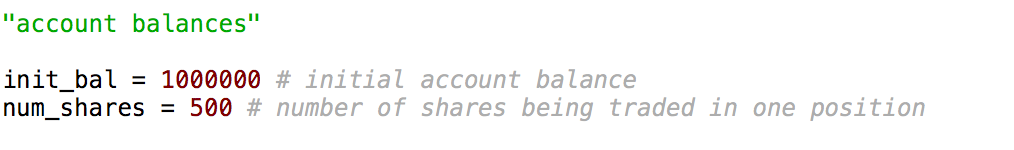 "account balances"
init_bal = 1000000 # initial account balance
num_shares = 500 # number of shares being traded in one position